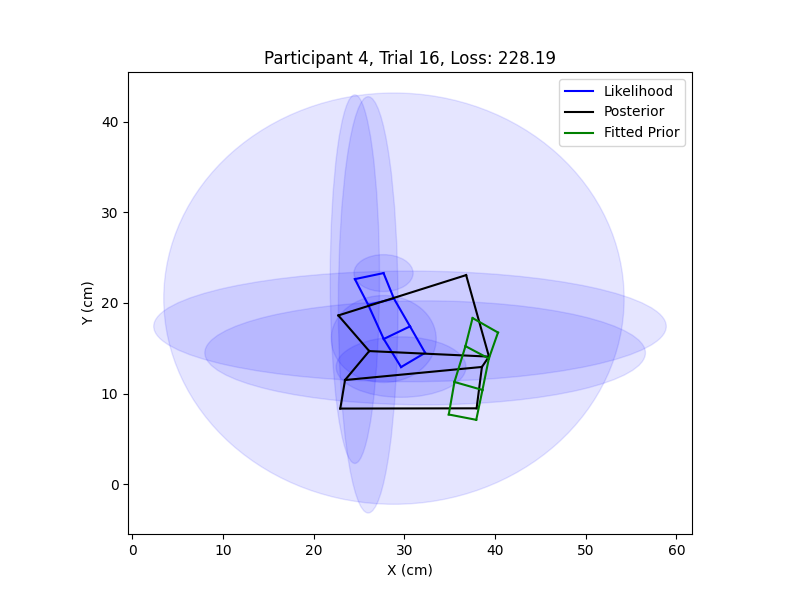 Participant 4, Trial 16, Loss: 228.19
Likelihood
Posterior
Fitted Prior
Y (cm)
40
30
20
10
0
0 10 20 30 40 50 60
X (cm)